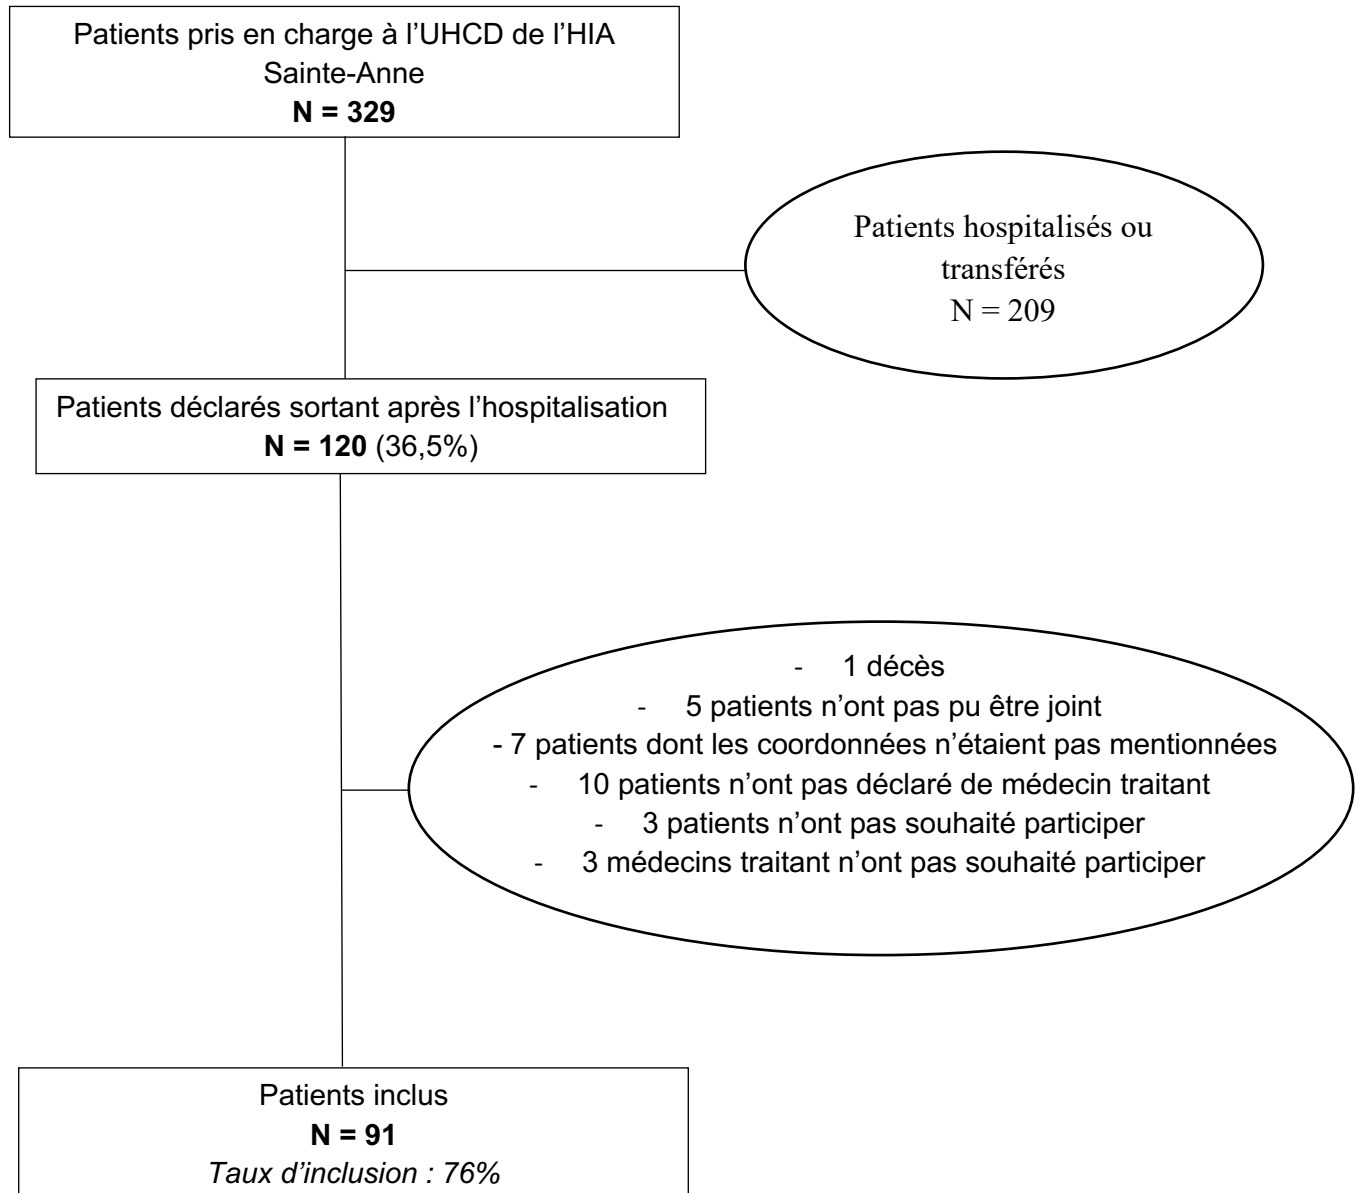 Patients pris en charge à l’UHCD de l’HIA
Sainte-Anne
N = 329
Patients hospitalisés ou
transférés
N = 209
Patients déclarés sortant après l’hospitalisation
N = 120 (36,5%)
- 1 décès
- 5 patients n’ont pas pu être joint
- 7 patients dont les coordonnées n’étaient pas mentionnées
- 10 patients n’ont pas déclaré de médecin traitant
- 3 patients n’ont pas souhaité participer
- 3 médecins traitant n’ont pas souhaité participer
Patients inclus
N = 91
Taux d’inclusion : 76%